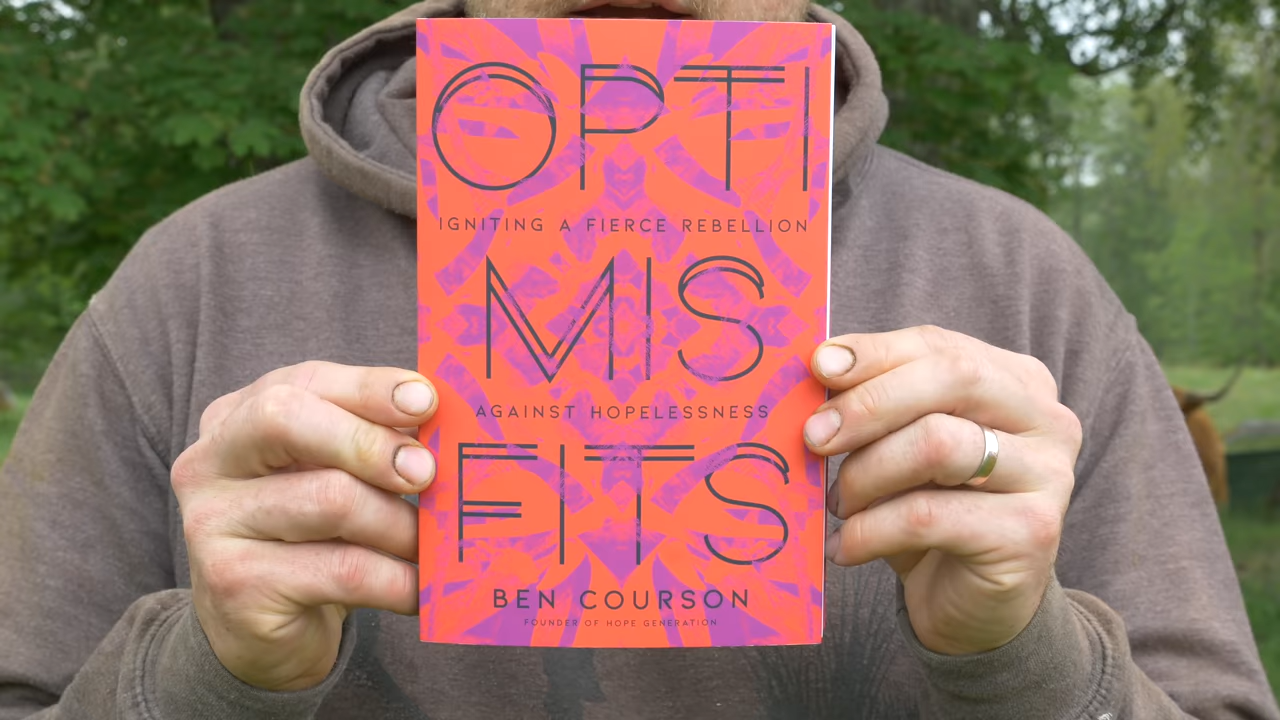 OPTI
IGNITING A FIERCE REBELLION
MIS
AGAINST HOPELESSNESS
FITS
BEN COURSON
FOUNDER OF HOPE GENERATION